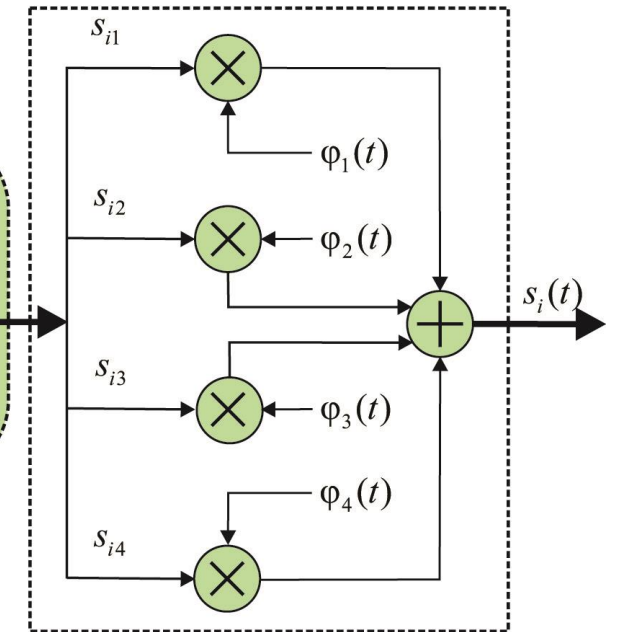 s_{i1}
φ_1(t)
s_{i2}
φ_2(t)
s_i(t)
s_{i3}
φ_3(t)
φ_4(t)
s_{i4}